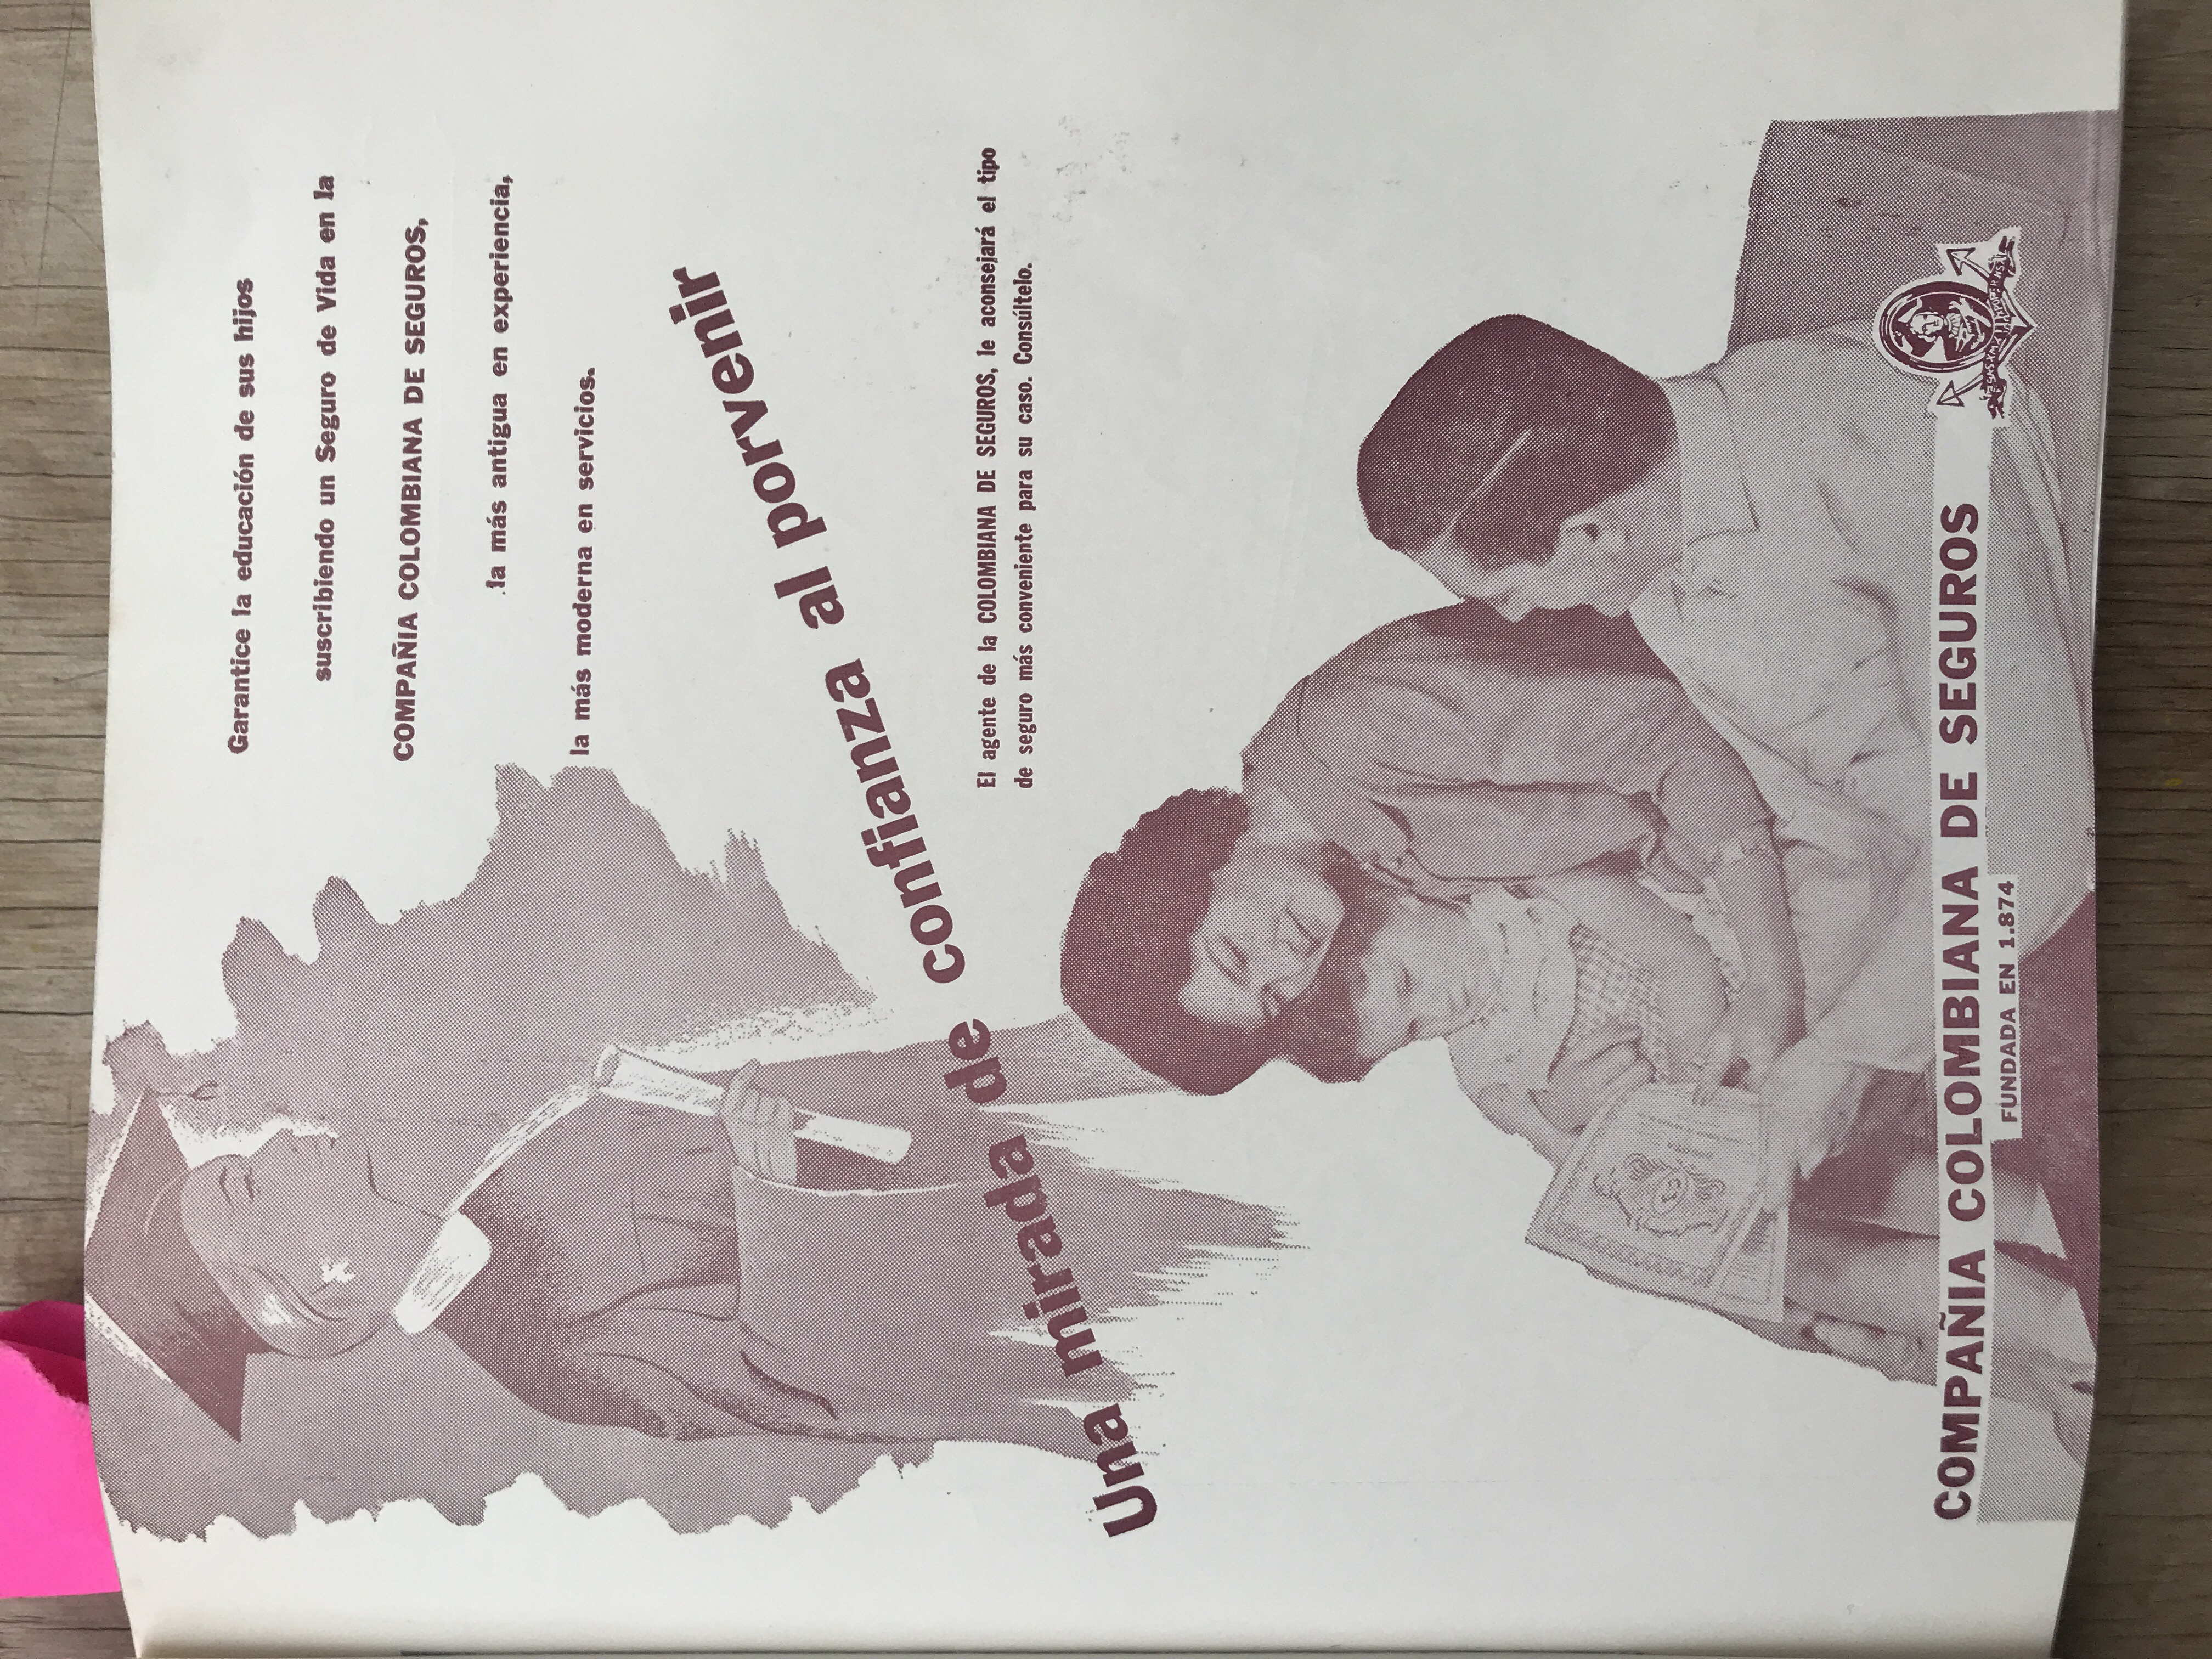 Garantice la educación de sus hijos
suscribiendo un Seguro de Vida en la
COMPAÑIA COLOMBIANA DE SEGUROS,
la más antigua en experiencia,
la más moderna en servicios.
Una mirada de confianza al porvenir
El agente de la COLOMBIANA DE SEGUROS, le aconsejará el tipo
de seguro más conveniente para su caso. Consúltelo.
COMPAÑIA COLOMBIANA DE SEGUROS
FUNDADA EN 1.874